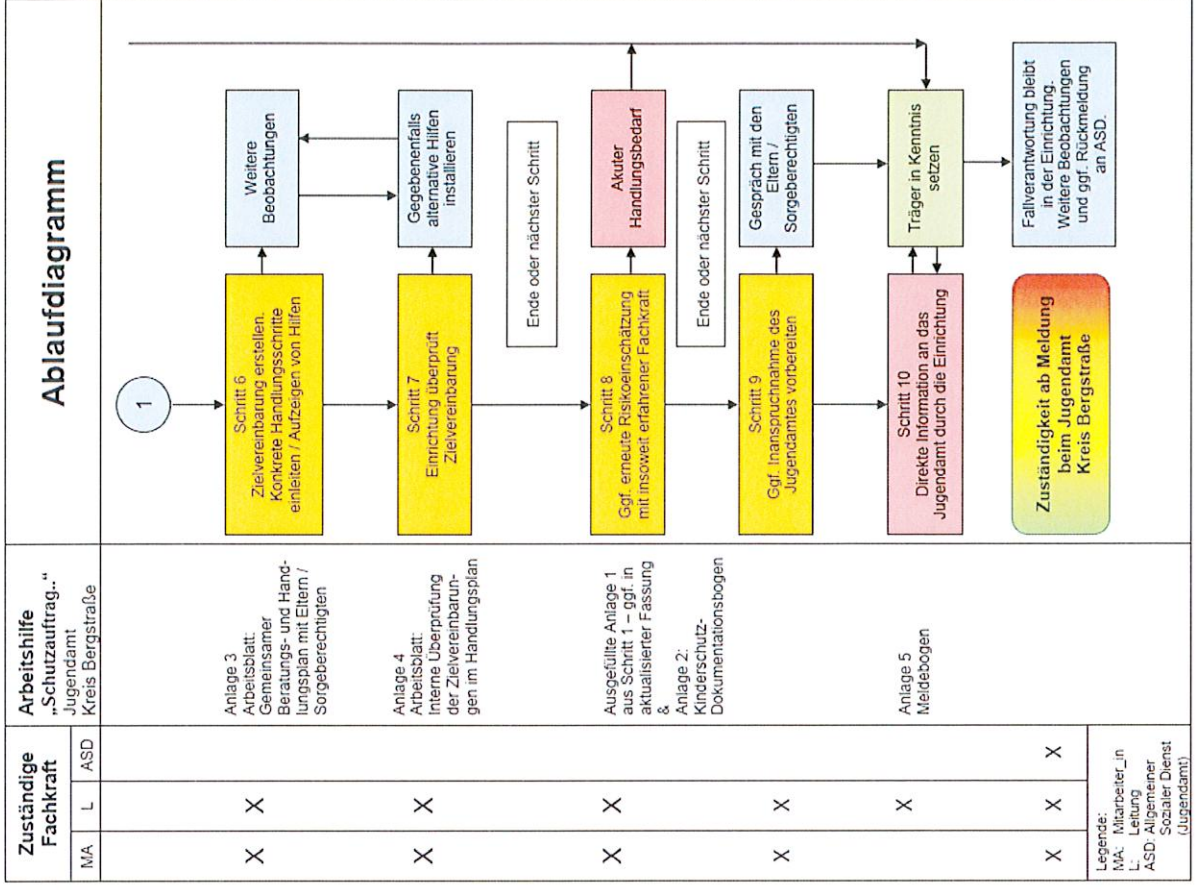 Zuständige
Fachkraft
MA
L
ASD
Arbeitshilfe
„Schutzauftrag..“
Jugendamt
Kreis Bergstraße
Ablaufdiagramm
1
X
X
Anlage 3
Arbeitsblatt:
Gemeinsamer
Beratungs- und Hand-
lungsplan mit Eltern /
Sorgeberechtigten
Schritt 6
Zielvereinbarung erstellen.
Konkrete Handlungsschritte
einleiten / Aufzeigen von Hilfen
Weitere
Beobachtungen
X
X
Anlage 4
Arbeitsblatt:
Interne Überprüfung
der Zielvereinbarun-
gen im Handlungsplan
Schritt 7
Einrichtung überprüft
Zielvereinbarung
Gegebenenfalls
alternative Hilfen
installieren
Ende oder nächster Schritt
X
X
Ausgefüllte Anlage 1
aus Schritt 1 – ggf. in
aktualisierter Fassung
&
Anlage 2:
Kinderschutz-
Dokumentationsbogen
Schritt 8
Ggf. erneute Risikoeinschätzung
mit insoweit erfahrener Fachkraft
Akuter
Handlungsbedarf
Ende oder nächster Schritt
X
X
Schritt 9
Ggf. Inanspruchnahme des
Jugendamtes vorbereiten
Gespräch mit den
Eltern /
Sorgeberechtigten
X
Anlage 5
Meldebogen
Schritt 10
Direkte Information an das
Jugendamt durch die Einrichtung
Träger in Kenntnis
setzen
X
X
X
Zuständigkeit ab Meldung
beim Jugendamt
Kreis Bergstraße
Fallverantwortung bleibt
in der Einrichtung.
Weitere Beobachtungen
und ggf. Rückmeldung
an ASD.
Legende:
MA: Mitarbeiter_in
L: Leitung
ASD: Allgemeiner
Sozialer Dienst
(Jugendamt)